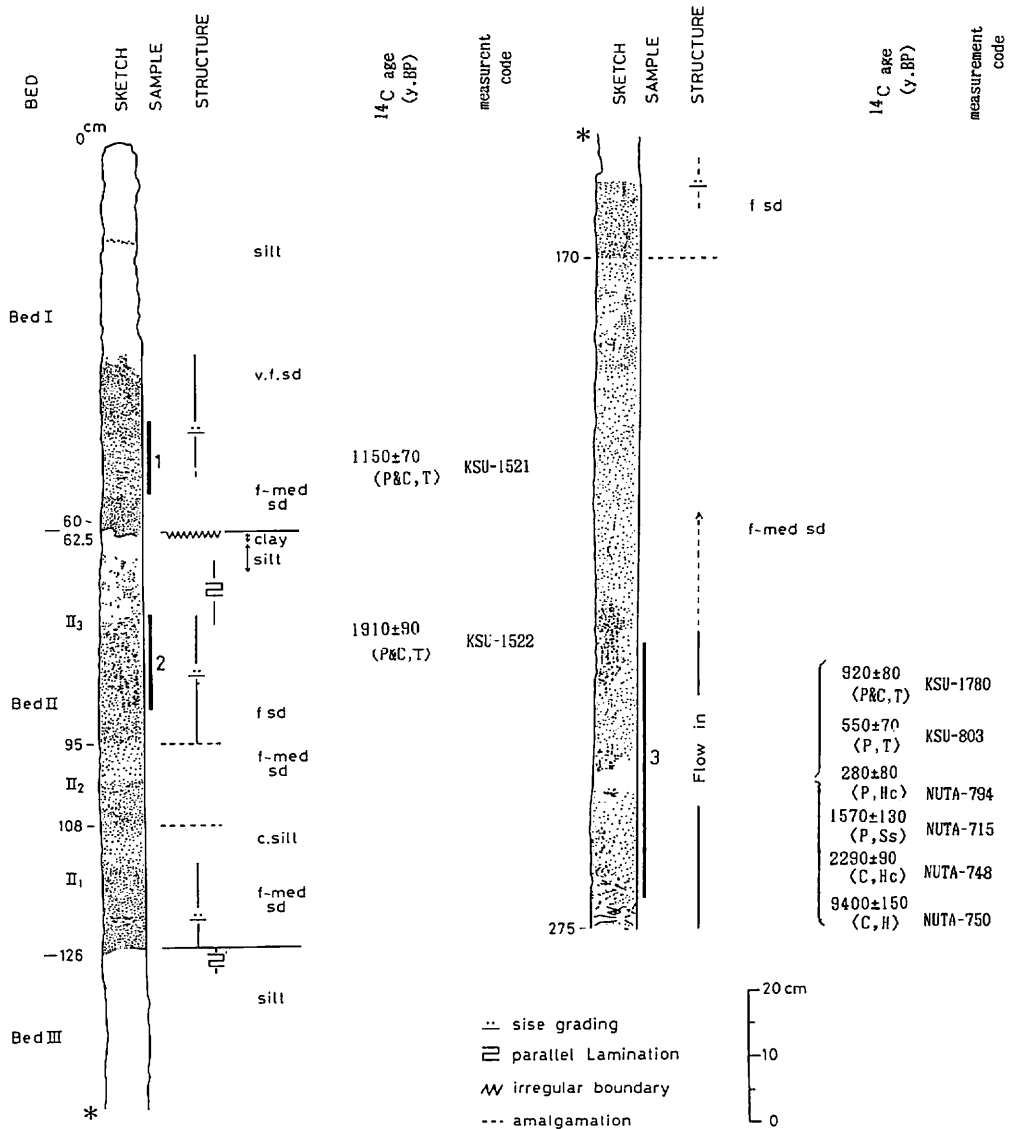 BED
SKETCH
SAMPLE
STRUCTURE
14C age
(y.BP)
measurement
code
0 cm
silt
Bed I
v.f.sd
1
1150±70
(P&C,T)
KSU-1521
f~med
sd
60~
62.5
clay
silt
II3
2
1910±90
(P&C,T)
KSU-1522
Bed II
f sd
95
f-med
sd
II2
108
c.silt
II1
f-med
sd
126
silt
Bed III
*
SKETCH
SAMPLE
STRUCTURE
14C age
(y.BP)
measurement
code
*
f sd
170
f-med sd
3
Flow in
920±80
(P&C,T)
KSU-1780
550±70
(P,T)
KSU-803
280±80
(P,Hc)
NUTA-794
1570±130
(P,Ss)
NUTA-715
2290±90
(C,Hc)
NUTA-748
9400±150
(C,H)
NUTA-750
275
sise grading
parallel Lamination
irregular boundary
amalgamation
20 cm
10
0